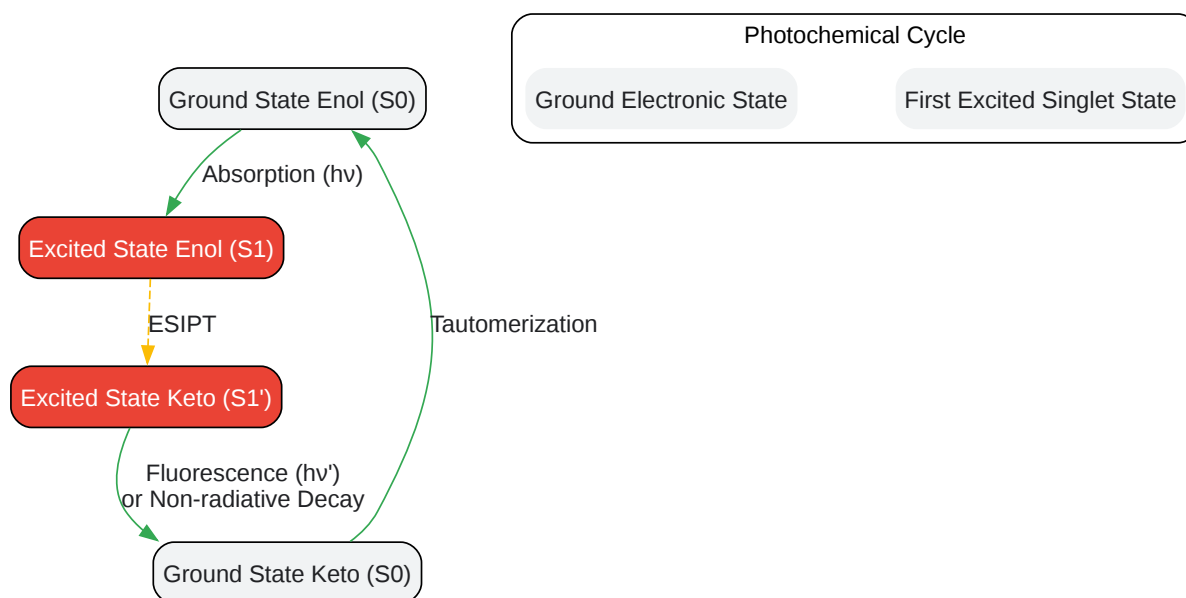 Photochemical Cycle
Ground Electronic State
First Excited Singlet State
Ground State Enol (S0)
Absorption (hν)
Excited State Enol (S1)
ESIPT
Tautomerization
Excited State Keto (S1')
Fluorescence (hν')
or Non-radiative Decay
Ground State Keto (S0)